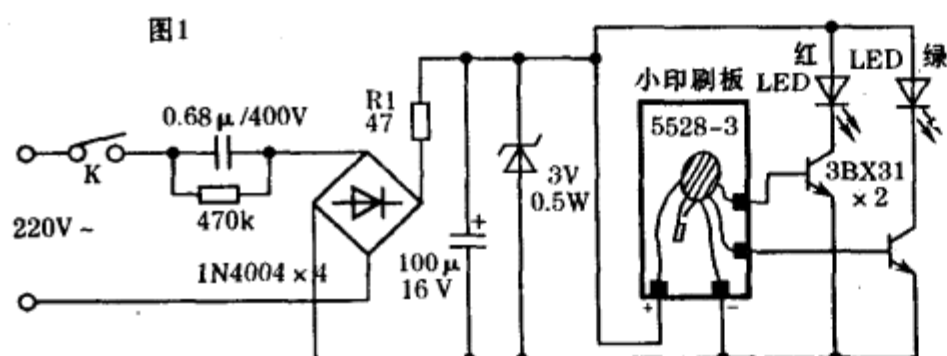 图1
0.68μ/400V
K
470k
220V~
1N4004×4
R1
47
100μ
16V
+
3V
0.5W
小印刷板
5528-3
+
-
红
LED
LED
绿
3BX31
×2